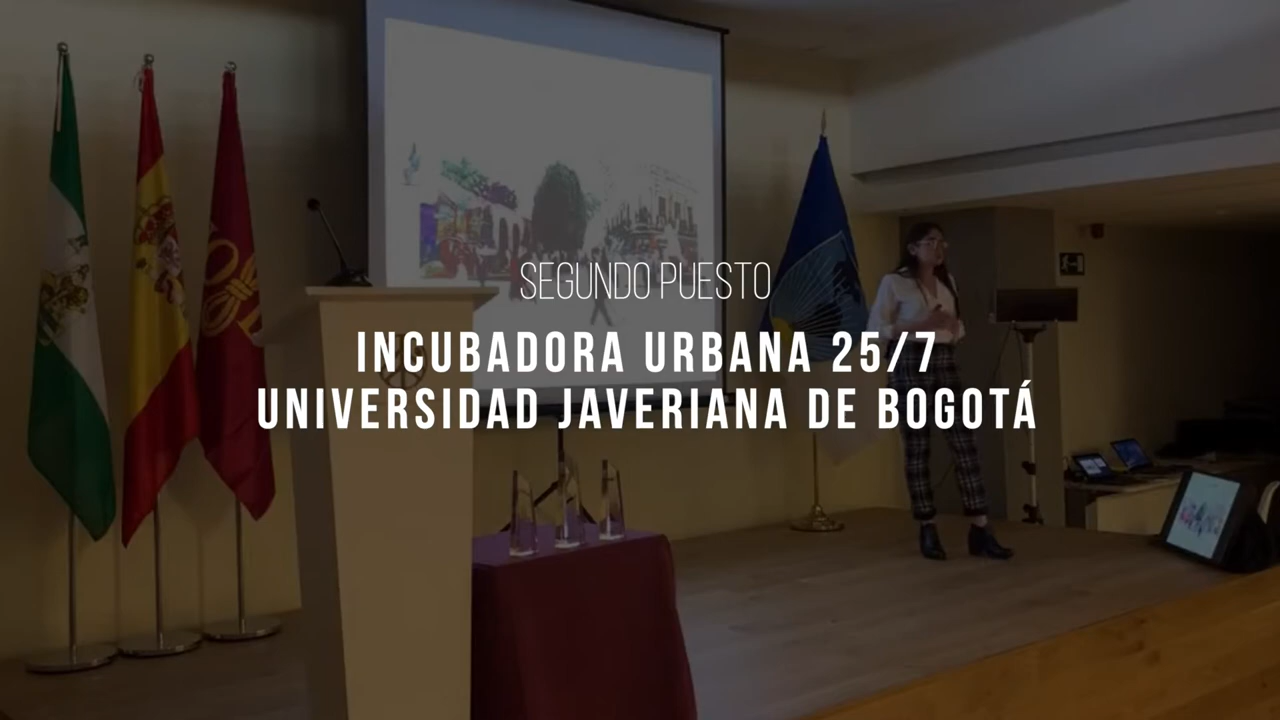 SEGUNDO PUESTO
INCUBADORA URBANA 25/7
UNIVERSIDAD JAVERIANA DE BOGOTÁ